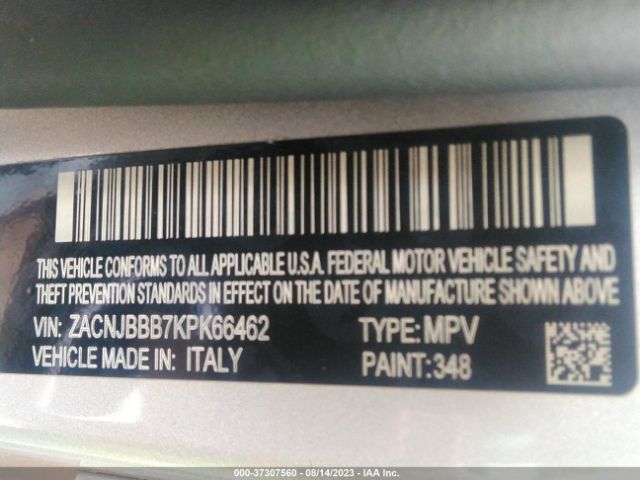 THIS VEHICLE CONFORMS TO ALL APPLICABLE U.S.A. FEDERAL MOTOR VEHICLE SAFETY AND
THEFT PREVENTION STANDARDS IN EFFECT ON THE DATE OF MANUFACTURE SHOWN ABOVE
VIN: ZACNJBBB7KPK66462 TYPE: MPV
VEHICLE MADE IN: ITALY PAINT:348
000-37307560 - 08/14/2023 - IAA Inc.